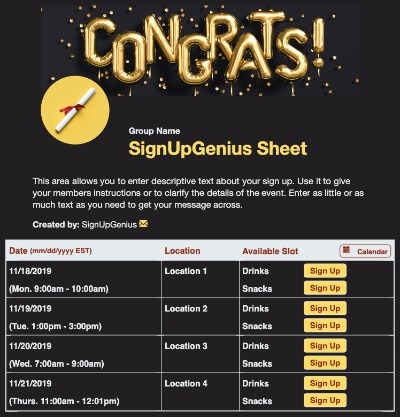 CONGRATS!
Group Name
SignUpGenius Sheet
This area allows you to enter descriptive text about your sign up. Use it to give
your members instructions or to clarify the details of the event. Enter as little or as
much text as you need to get your message across.
Created by: SignUpGenius
Date (mm/dd/yyyy EST) Location Available Slot Calendar
11/18/2019 Location 1 Drinks Sign Up
(Mon. 9:00am - 10:00am) Snacks Sign Up
11/19/2019 Location 2 Drinks Sign Up
(Tue. 1:00pm - 3:00pm) Snacks Sign Up
11/20/2019 Location 3 Drinks Sign Up
(Wed. 7:00am - 9:00am) Snacks Sign Up
11/21/2019 Location 4 Drinks Sign Up
(Thurs. 11:00am - 12:01pm) Snacks Sign Up